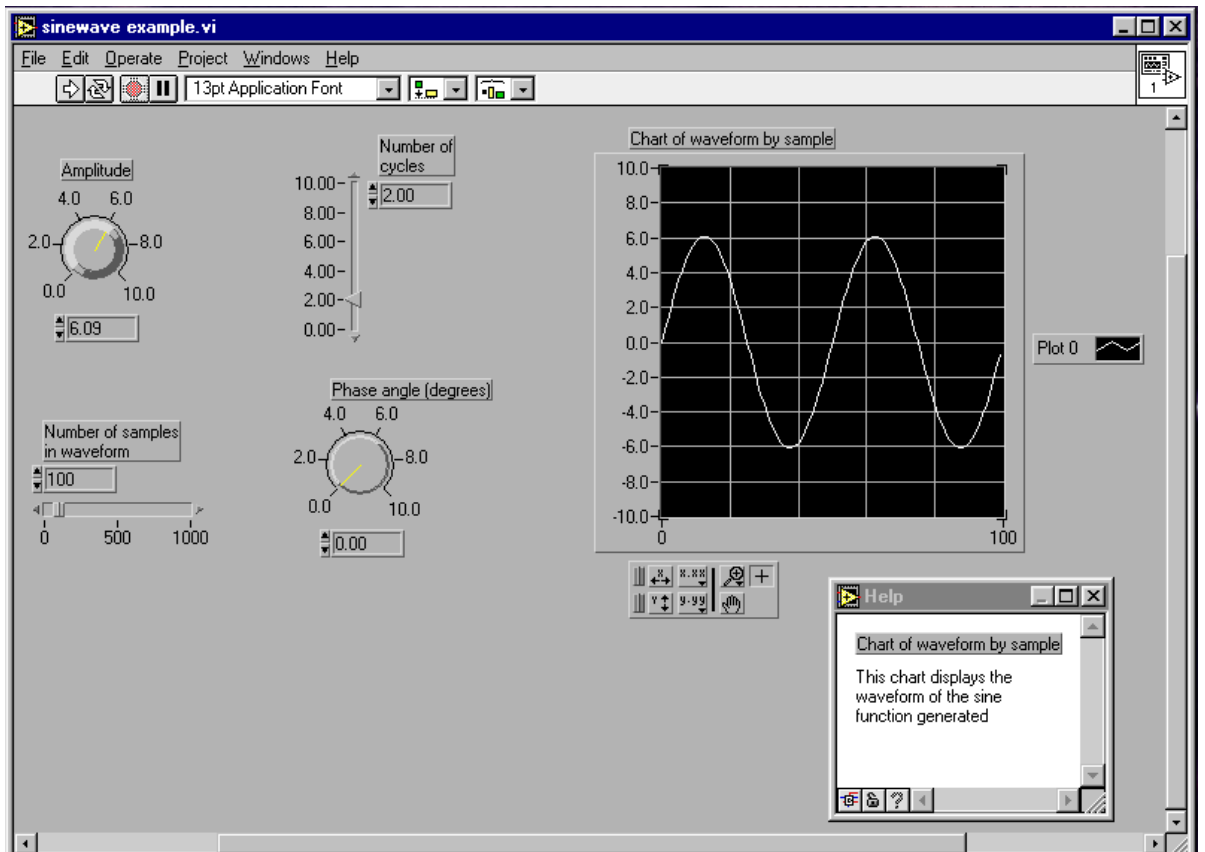 sinewave example.vi
File Edit Operate Project Windows Help
13pt Application Font
1
Amplitude
4.0 6.0
2.0 8.0
0.0 10.0
6.09
Number of
cycles
2.00
10.00
8.00
6.00
4.00
2.00
0.00
Number of samples
in waveform
100
0 500 1000
Phase angle (degrees)
4.0 6.0
2.0 8.0
0.0 10.0
0.00
Chart of waveform by sample
10.0
8.0
6.0
4.0
2.0
0.0
-2.0
-4.0
-6.0
-8.0
-10.0
0 100
Plot 0
X X.XX
Y Y.YY
Help
Chart of waveform by sample
This chart displays the
waveform of the sine
function generated
?